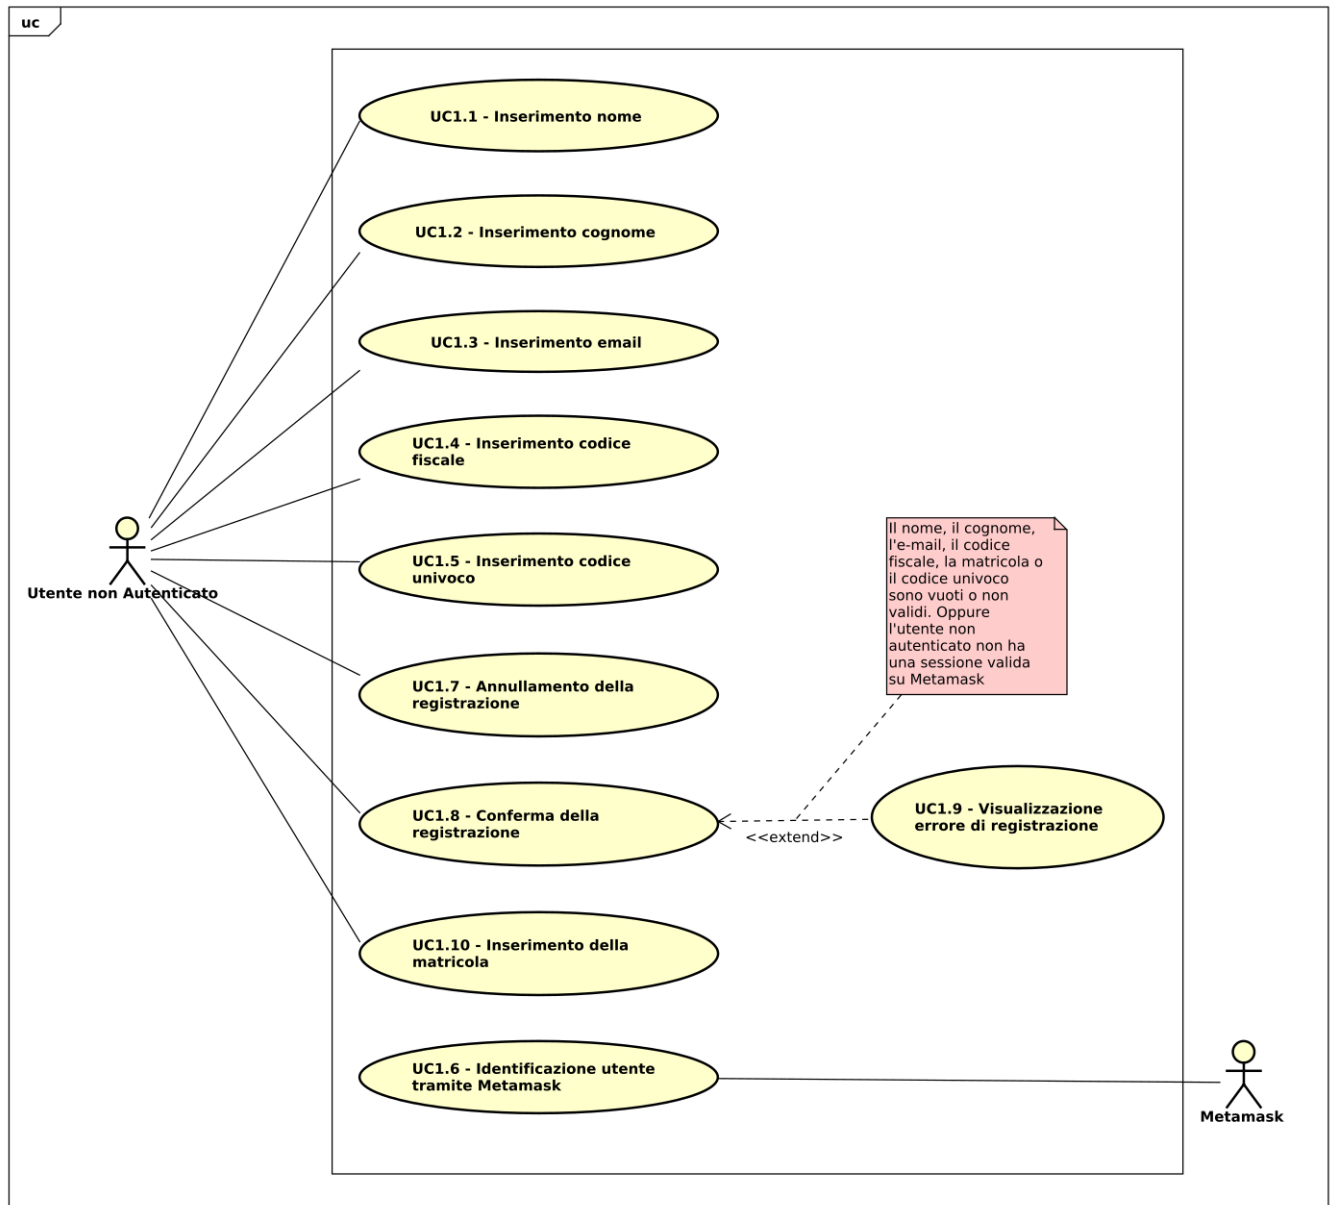 uc
UC1.1 - Inserimento nome
UC1.2 - Inserimento cognome
UC1.3 - Inserimento email
UC1.4 - Inserimento codice
fiscale
UC1.5 - Inserimento codice
univoco
Utente non Autenticato
Il nome, il cognome,
l'e-mail, il codice
fiscale, la matricola o
il codice univoco
sono vuoti o non
validi. Oppure
l'utente non
autenticato non ha
una sessione valida
su Metamask
UC1.7 - Annullamento della
registrazione
UC1.8 - Conferma della
registrazione
<<extend>>
UC1.9 - Visualizzazione
errore di registrazione
UC1.10 - Inserimento della
matricola
UC1.6 - Identificazione utente
tramite Metamask
Metamask